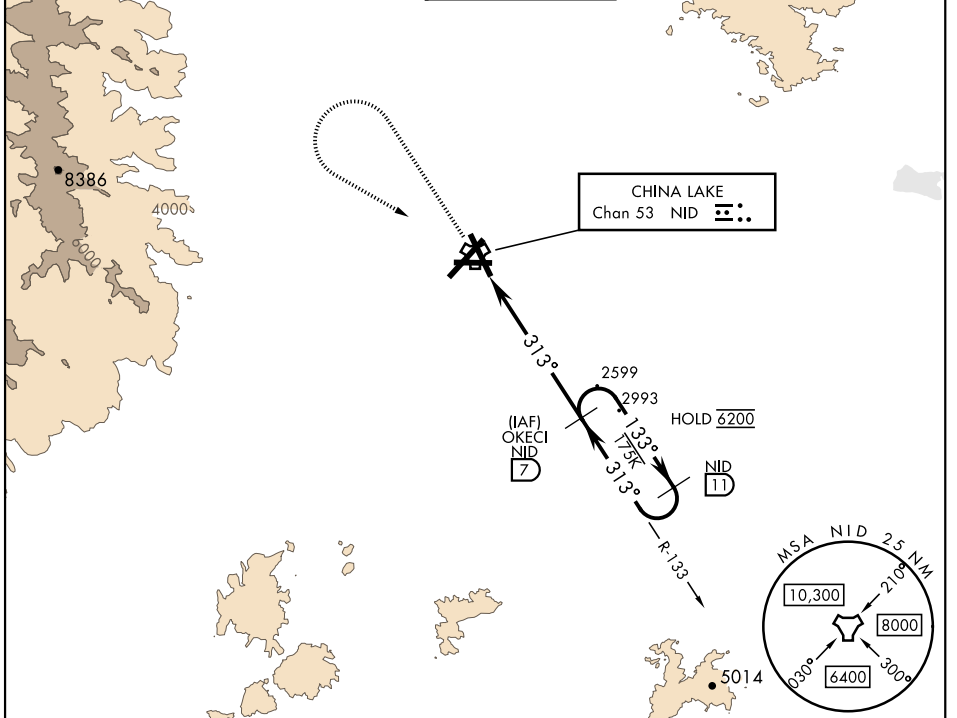 8386
4000
CHINA LAKE
Chan 53 NID
313°
2599
2993
HOLD 6200
(IAF)
OKECI
NID
7
133°
175K
313°
NID
11
R-133
MSA NID 25 NM
210°
10,300
8000
030°
6400
300°
5014